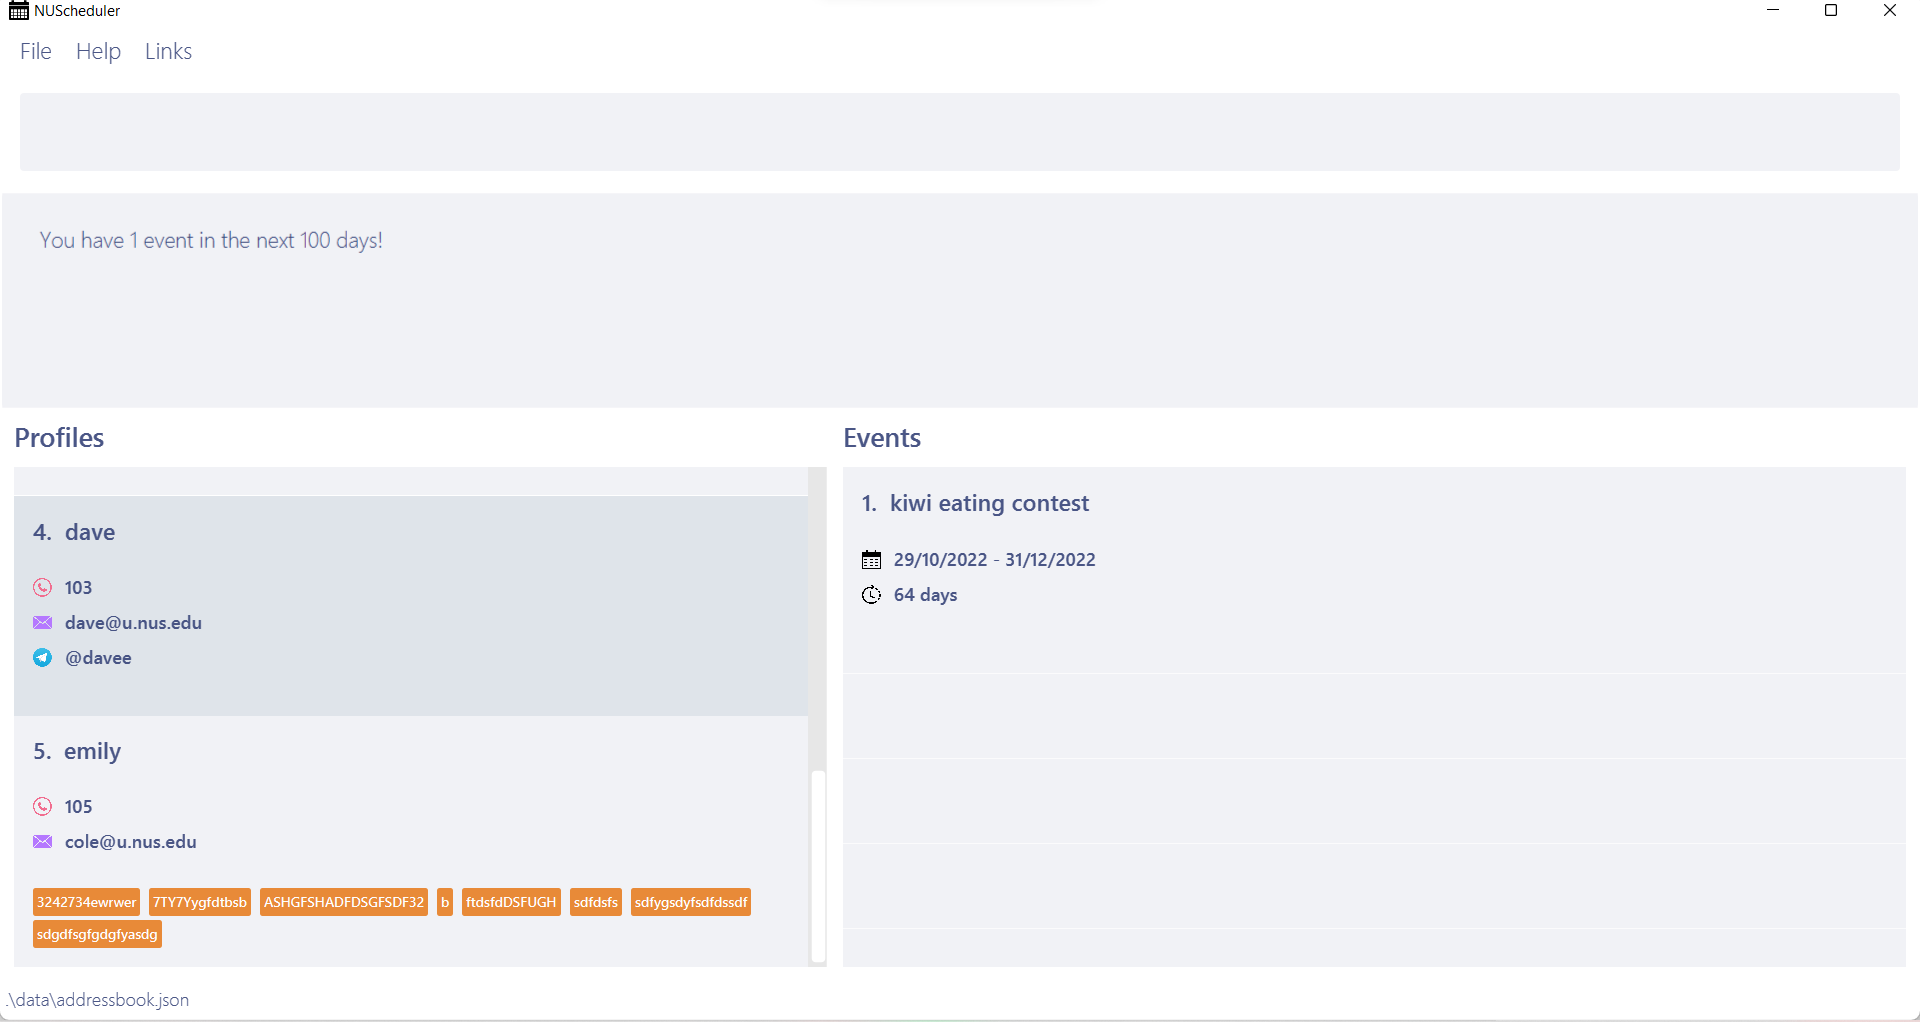 NUScheduler
File Help Links
You have 1 event in the next 100 days!
Profiles
4. dave
103
dave@u.nus.edu
@davee
5. emily
105
cole@u.nus.edu
3242734ewrwer 7TY7Yygfdtbsb ASHGFSHADFDSGFSDF32 b ftdsfdDSFUGH sdfdsfs sdfygsdyfsdfdssdf
sdgdfsgfgdgfyasdg
Events
1. kiwi eating contest
29/10/2022 - 31/12/2022
64 days
.\data\addressbook.json